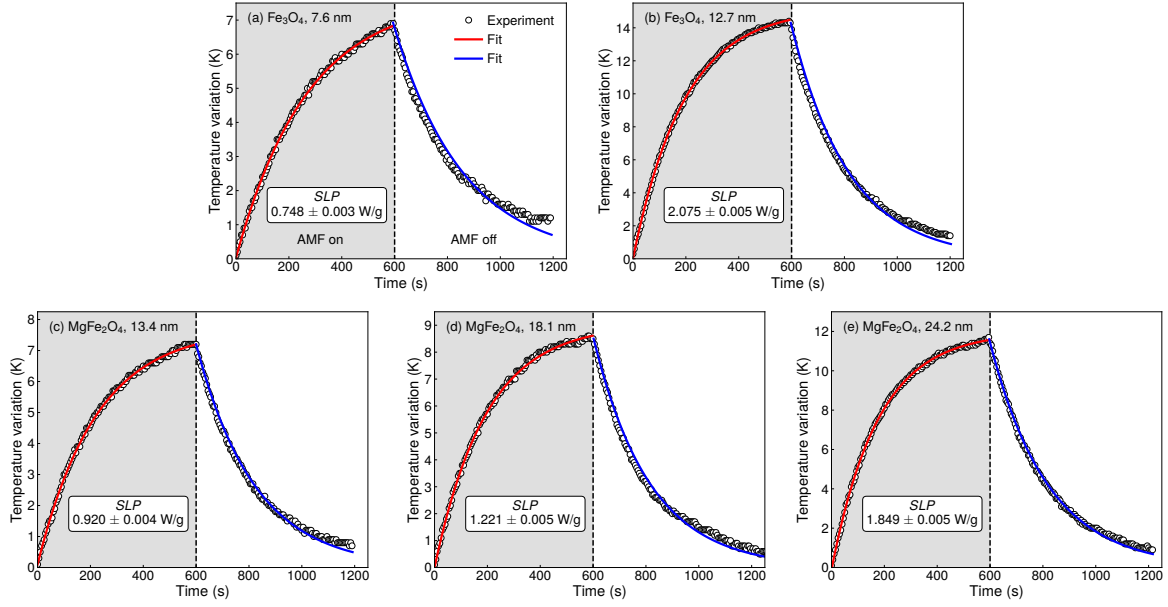 (a) Fe₃O₄, 7.6 nm
Experiment
Fit
Fit
SLP
0.748 ± 0.003 W/g
AMF on
AMF off
Temperature variation (K)
0
1
2
3
4
5
6
7
0 200 400 600 800 1000 1200
Time (s)
(b) Fe₃O₄, 12.7 nm
SLP
2.075 ± 0.005 W/g
Temperature variation (K)
0
2
4
6
8
10
12
14
0 200 400 600 800 1000 1200
Time (s)
(c) MgFe₂O₄, 13.4 nm
SLP
0.920 ± 0.004 W/g
Temperature variation (K)
0
1
2
3
4
5
6
7
8
0 200 400 600 800 1000 1200
Time (s)
(d) MgFe₂O₄, 18.1 nm
SLP
1.221 ± 0.005 W/g
Temperature variation (K)
0
1
2
3
4
5
6
7
8
9
0 200 400 600 800 1000 1200
Time (s)
(e) MgFe₂O₄, 24.2 nm
SLP
1.849 ± 0.005 W/g
Temperature variation (K)
0
2
4
6
8
10
12
0 200 400 600 800 1000 1200
Time (s)